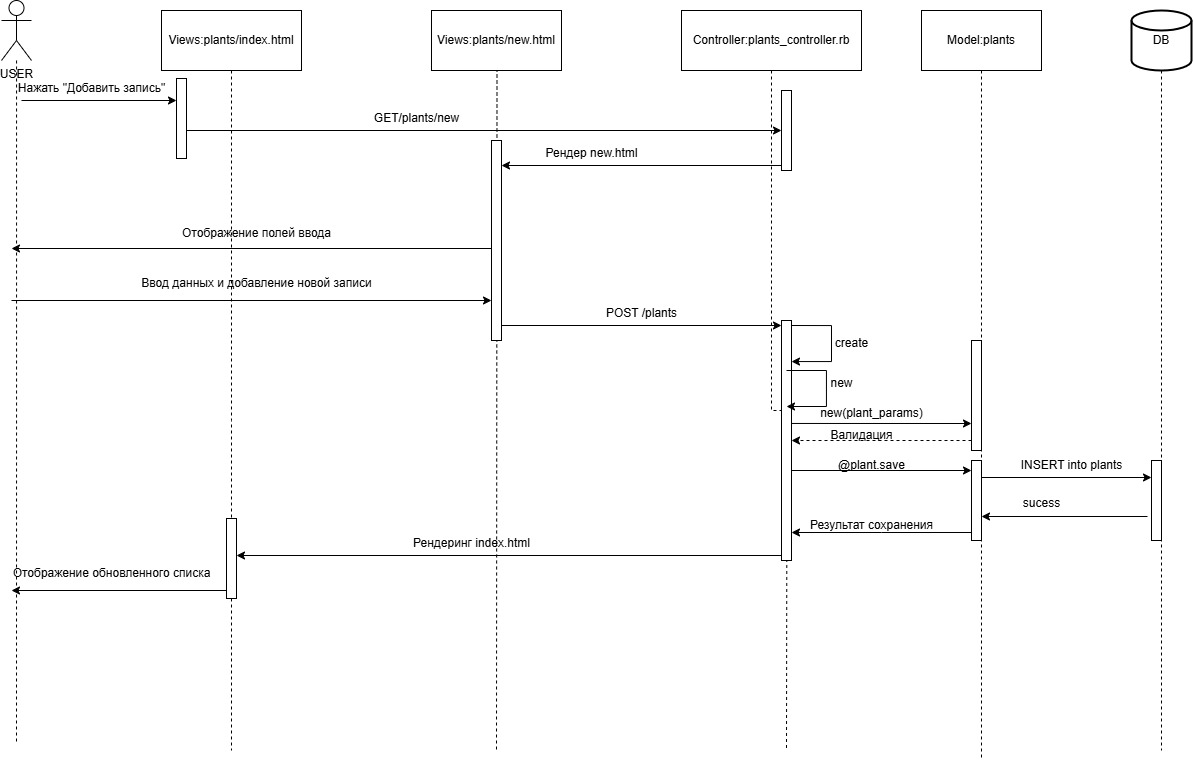 Views:plants/index.html
Views:plants/new.html
Controller:plants_controller.rb
Model:plants
DB
USER
Нажать "Добавить запись"
GET/plants/new
Рендер new.html
Отображение полей ввода
Ввод данных и добавление новой записи
POST /plants
create
new
new(plant_params)
Валидация
@plant.save
INSERT into plants
sucess
Результат сохранения
Рендеринг index.html
Отображение обновленного списка